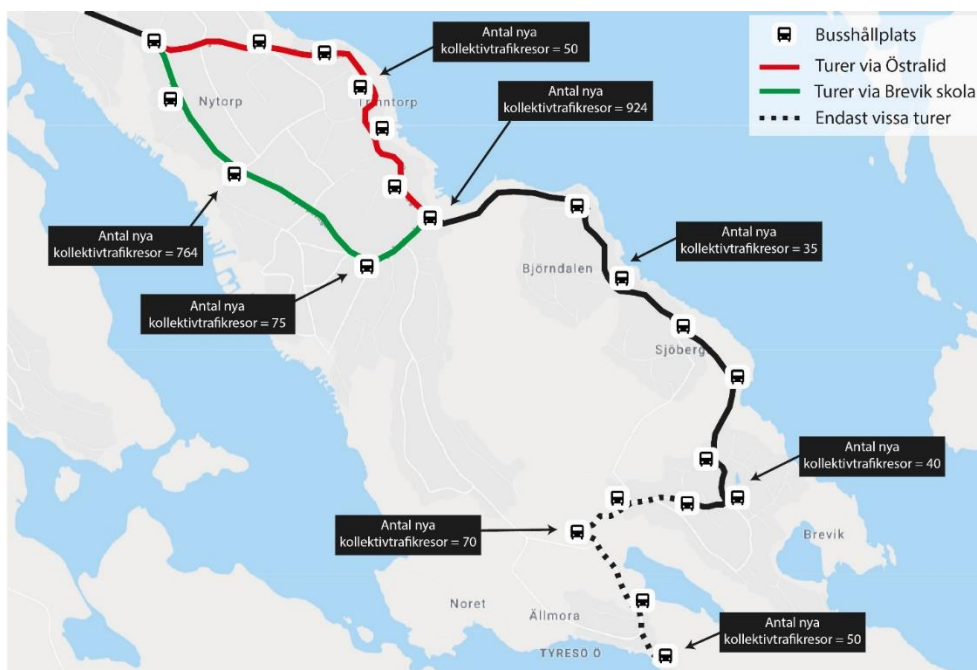 Busshållplats
Turer via Östralid
Turer via Brevik skola
Endast vissa turer
Antal nya
kollektivtrafikresor = 50
Antal nya
kollektivtrafikresor = 924
Nytorp
Antal nya
kollektivtrafikresor = 764
Antal nya
kollektivtrafikresor = 75
Björndalen
Antal nya
kollektivtrafikresor = 35
Antal nya
kollektivtrafikresor = 40
Antal nya
kollektivtrafikresor = 70
Brevik
Noret
Ällmora
TYRESÖ Ö
Antal nya
kollektivtrafikresor = 50